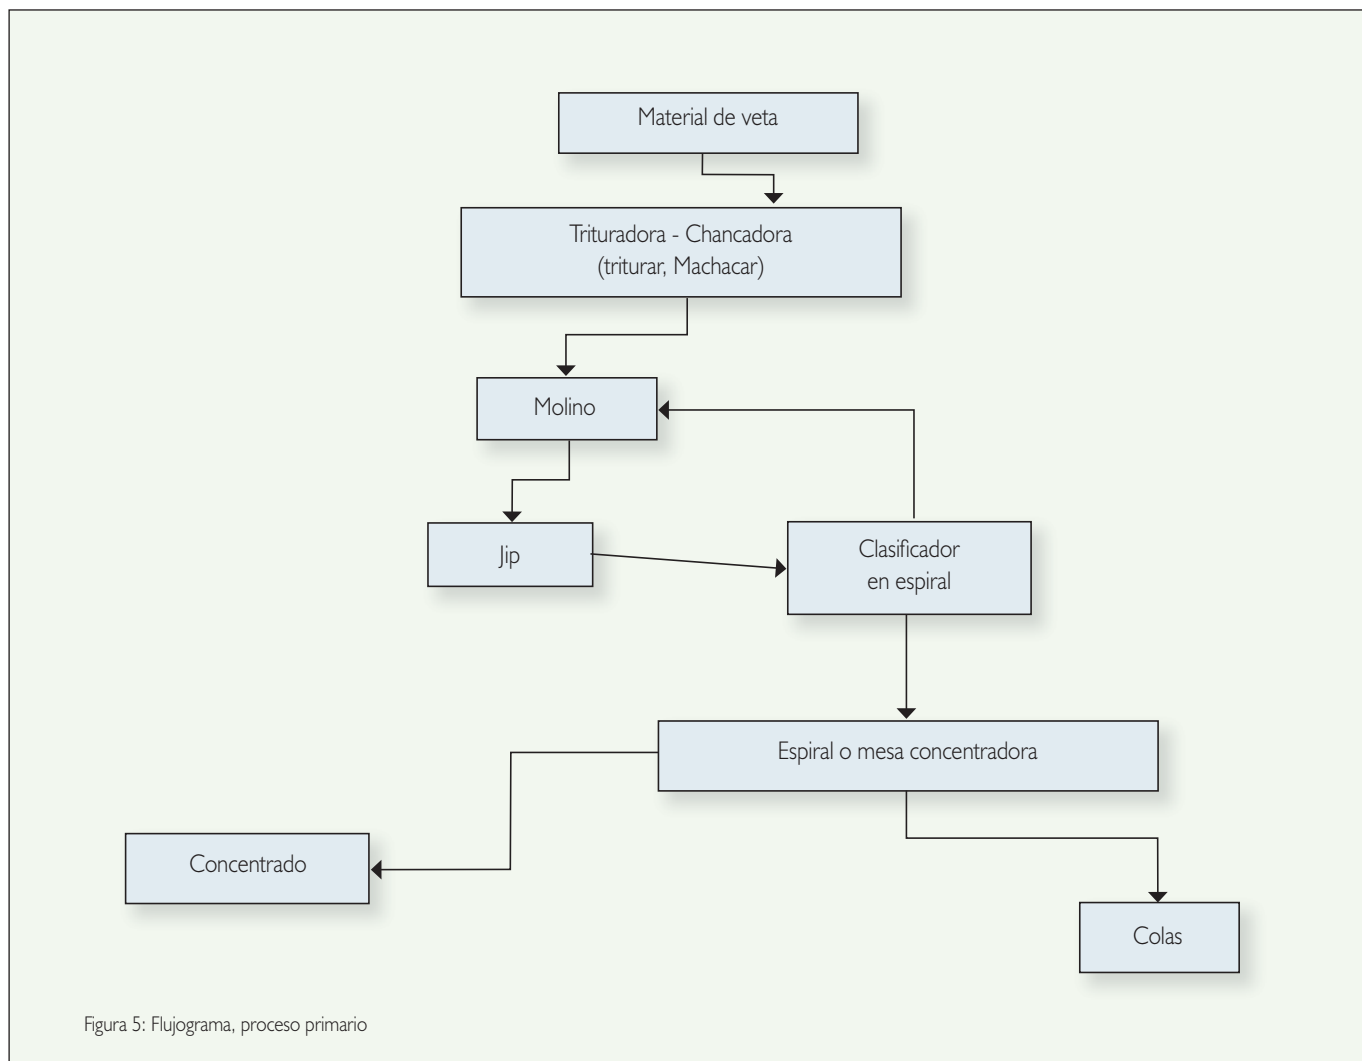 Material de veta
Trituradora - Chancadora
(triturar, Machacar)
Molino
Jip
Clasificador
en espiral
Espiral o mesa concentradora
Concentrado
Colas
Figura 5: Flujograma, proceso primario